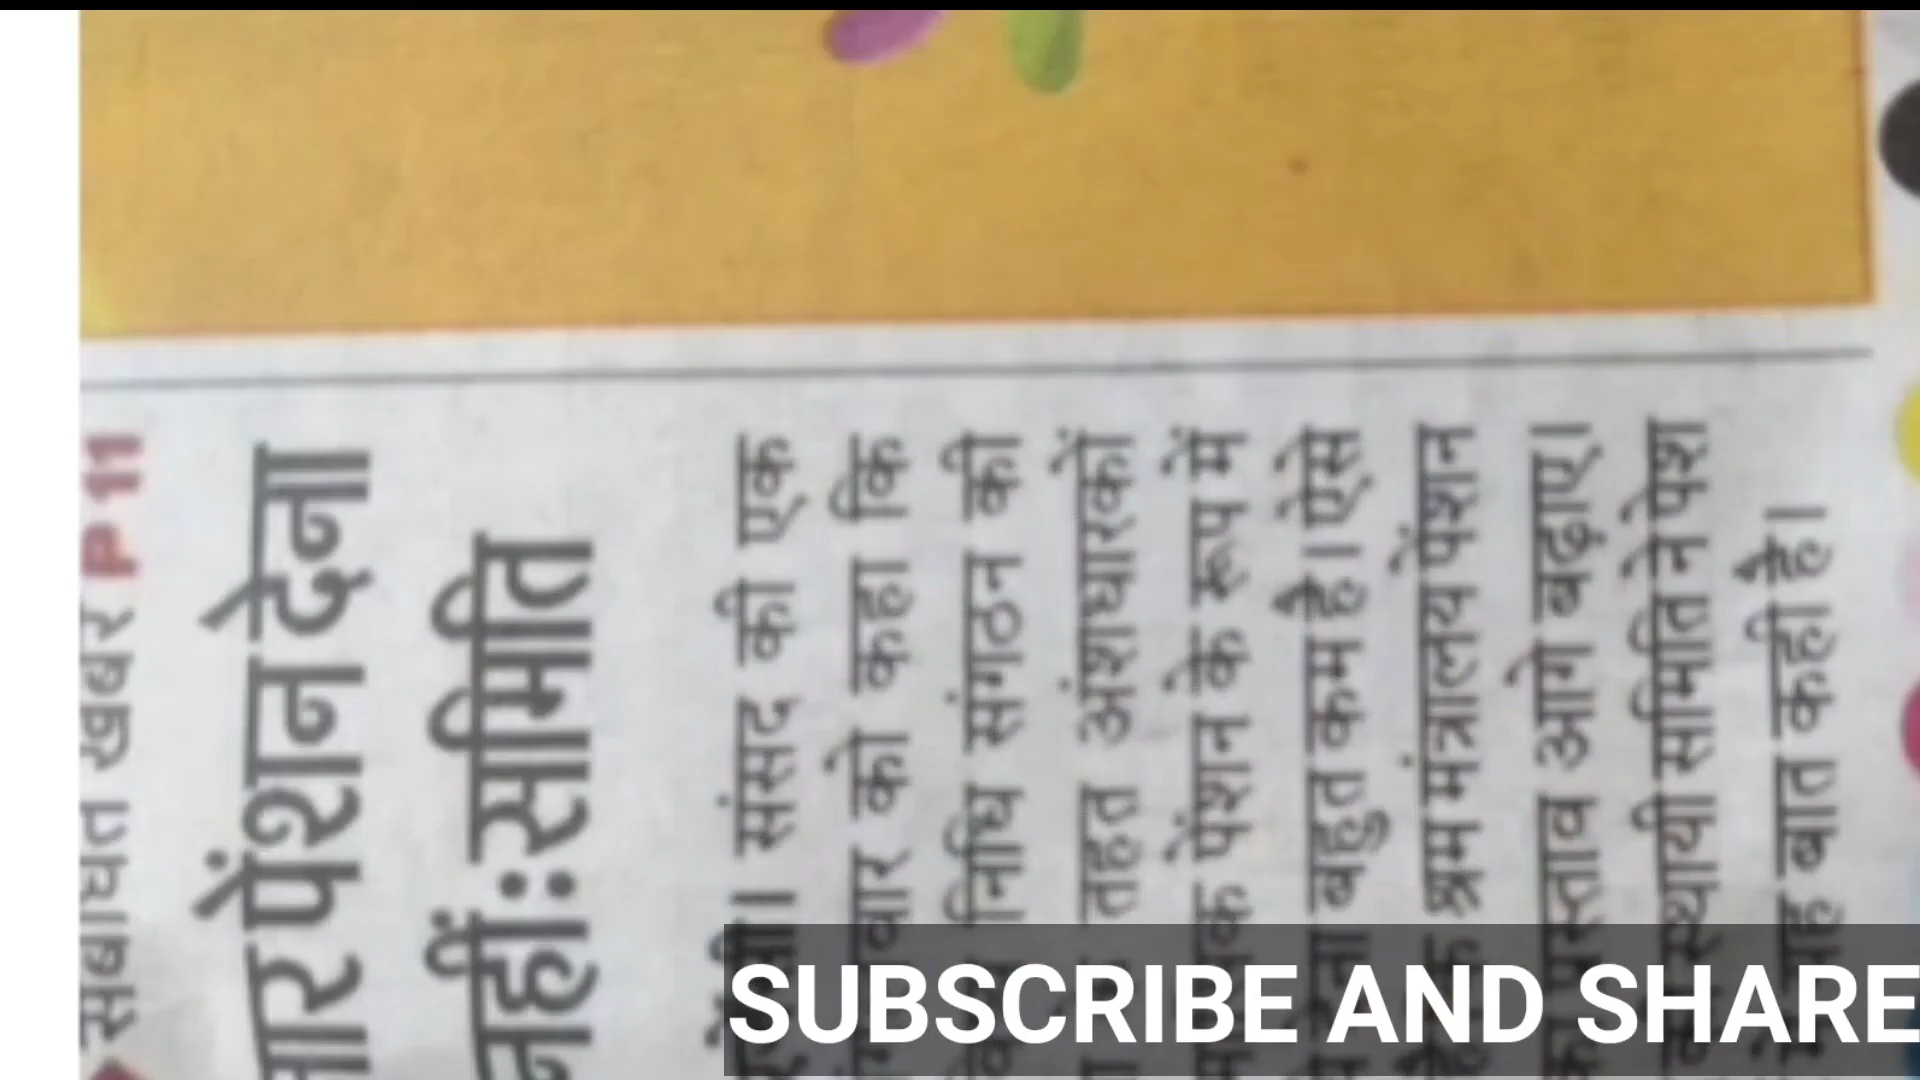 संबंधित खबर P 11
पेंशन देना
नहीं : समिति
संसद की एक
को कहा कि
निधि संगठन की
तहत अंशधारकों
पेंशन के रूप में
बहुत कम है। ऐसे
श्रम मंत्रालय पेंशन
आगे बढ़ाए।
स्थायी समिति ने पेश
बात कही है।
SUBSCRIBE AND SHARE